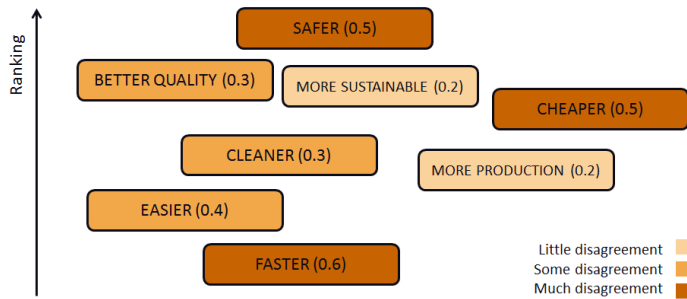 Ranking
SAFER (0.5)
BETTER QUALITY (0.3)
MORE SUSTAINABLE (0.2)
CHEAPER (0.5)
CLEANER (0.3)
MORE PRODUCTION (0.2)
EASIER (0.4)
FASTER (0.6)
Little disagreement
Some disagreement
Much disagreement